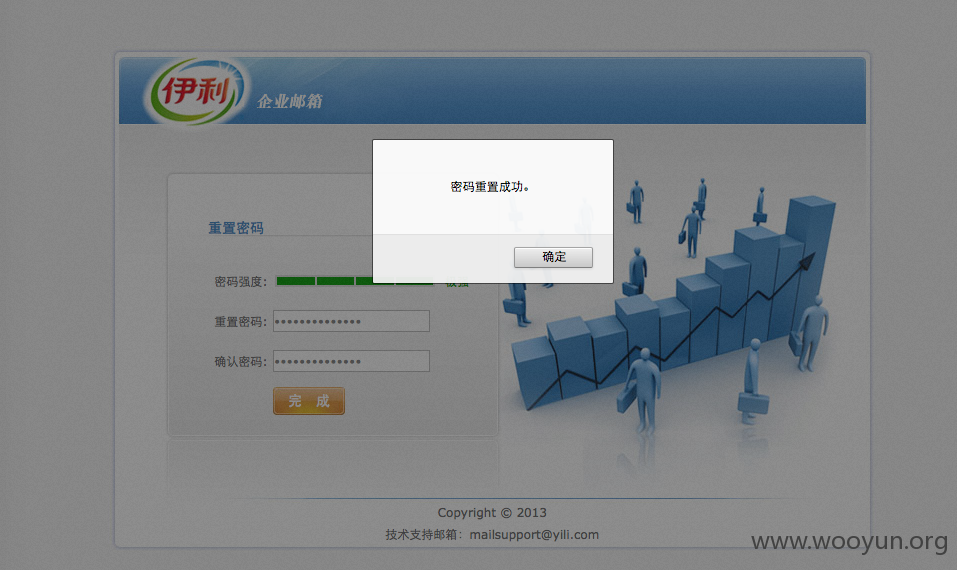 伊利
企业邮箱
密码重置成功。
确定
重置密码
密码强度：
重置密码：
确认密码：
完 成
Copyright © 2013
技术支持邮箱：mailsupport@yili.com
www.wooyun.org